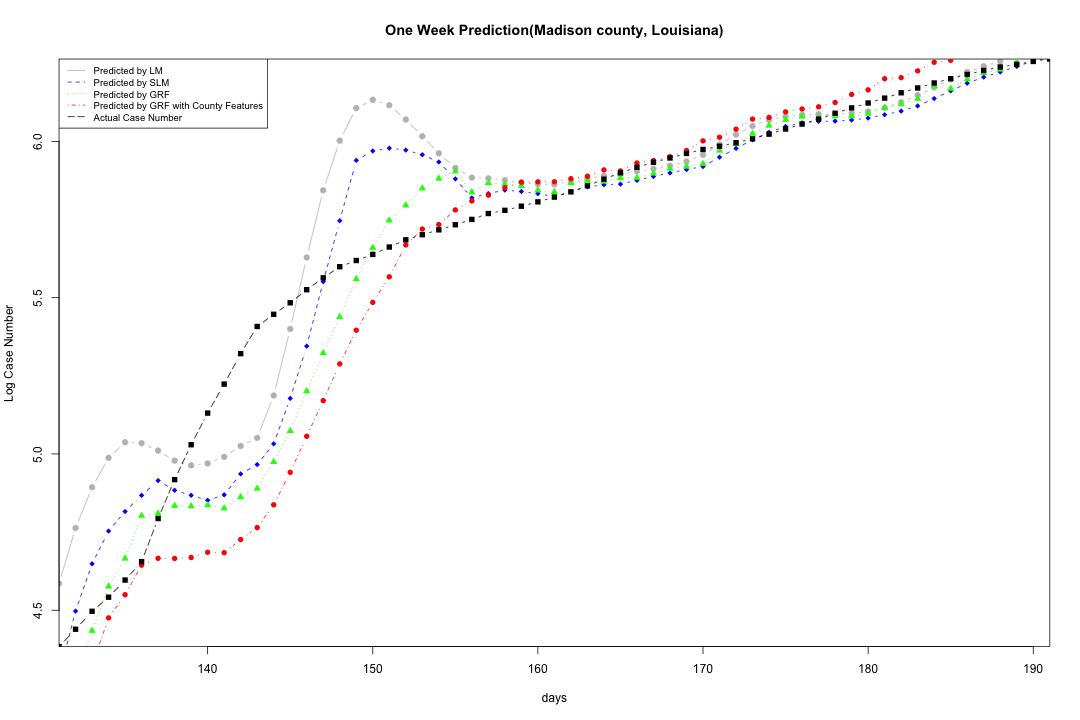 One Week Prediction(Madison county, Louisiana)
Predicted by LM
Predicted by SLM
Predicted by GRF
Predicted by GRF with County Features
Actual Case Number
6.0
5.5
5.0
4.5
Log Case Number
140
150
160
170
180
190
days